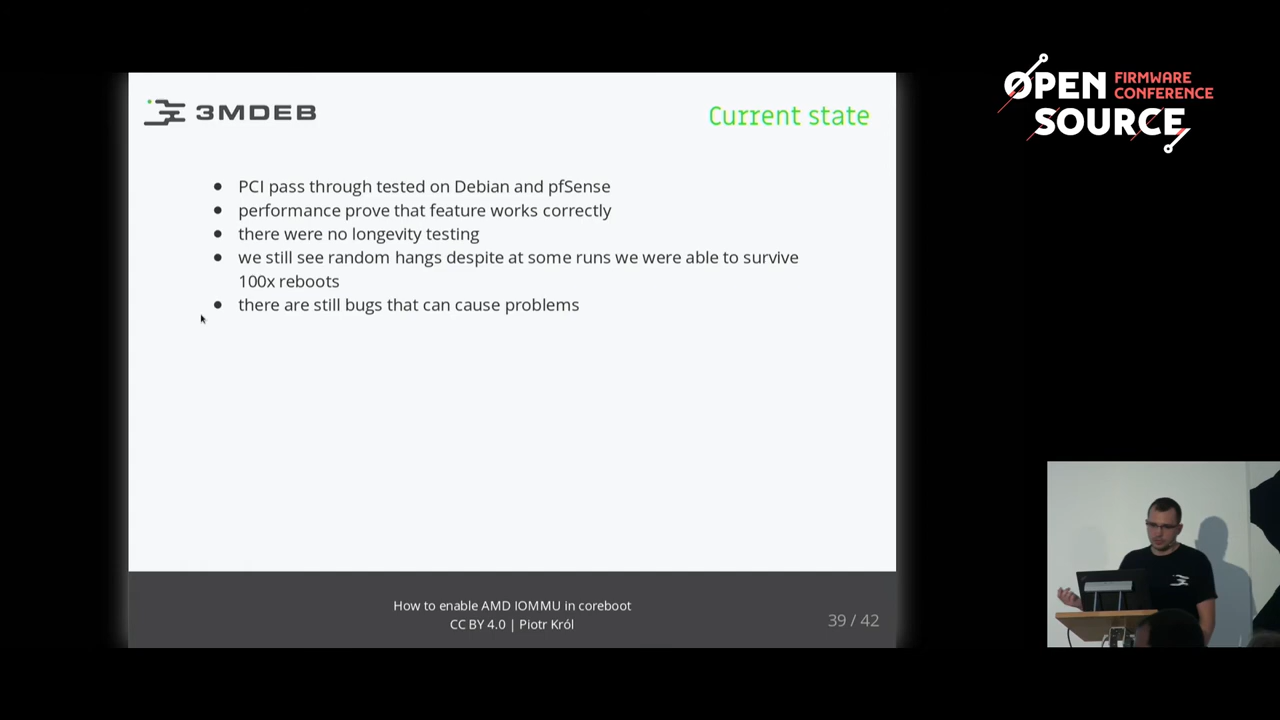 3MDEB
Current state
PCI pass through tested on Debian and pfSense
performance prove that feature works correctly
there were no longevity testing
we still see random hangs despite at some runs we were able to survive
100x reboots
there are still bugs that can cause problems
How to enable AMD IOMMU in coreboot
CC BY 4.0 | Piotr Król
39 / 42
OPEN FIRMWARE
CONFERENCE
SOURCE